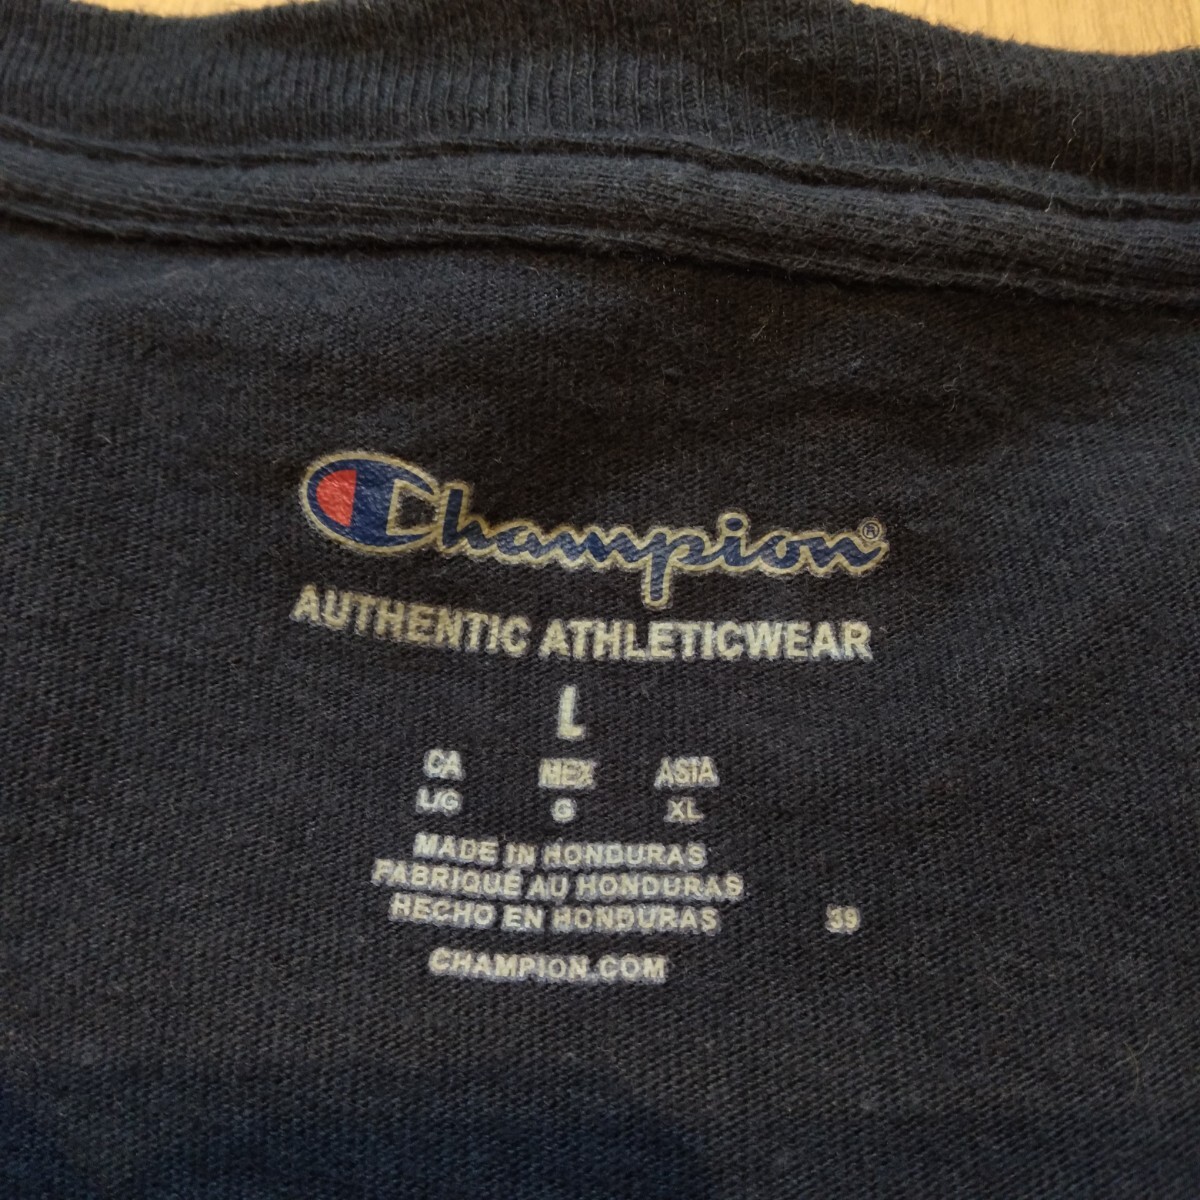 Champion®
AUTHENTIC ATHLETICWEAR
L
CA MEX ASIA
L/G G XL
MADE IN HONDURAS
FABRIQUÉ AU HONDURAS
HECHO EN HONDURAS 39
CHAMPION.COM